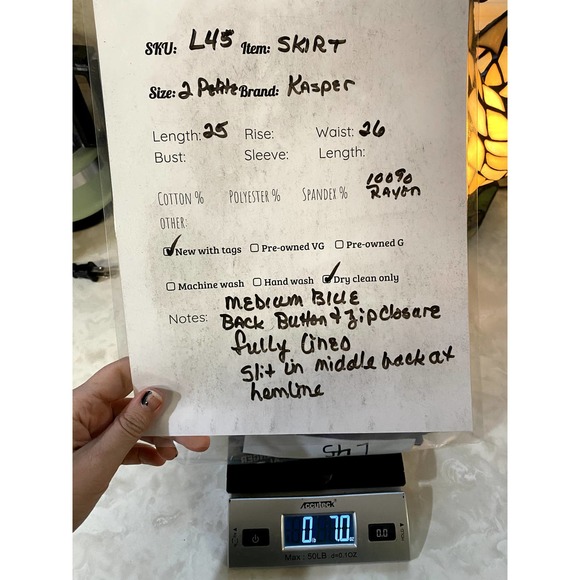 SKU: L45 Item: SKIRT
Size: 2 Petite Brand: Kasper
Length: 25 Rise: Waist: 26
Bust: Sleeve: Length:
Cotton % Polyester % Spandex % 100% Rayon
other:
New with tags Pre-owned VG Pre-owned G
Machine wash Hand wash Dry clean only
Notes: MEDIUM BLUE
BACK Button & Zip Closure
fully lined
Slit in middle back at
hemline
L45
Accuteck
0 lb 7.0 oz
0.0
Max: 50LB d=0.1OZ